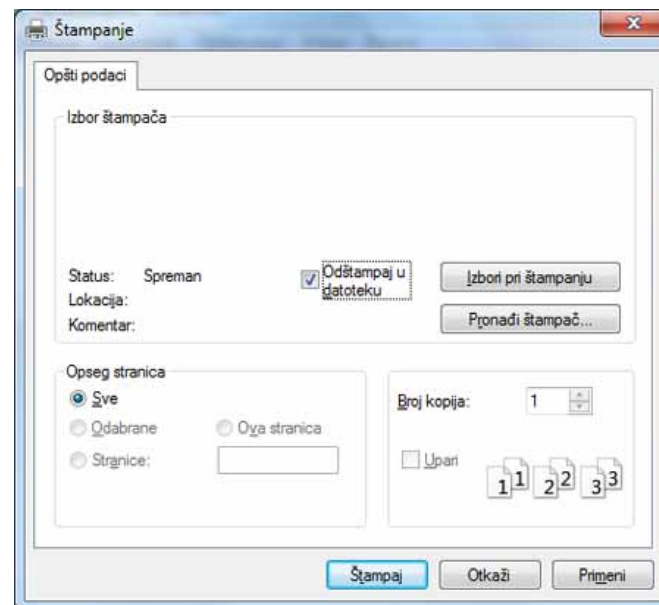 Štampanje
Opšti podaci
Izbor štampača
Status: Spreman
Odštampaj u
datoteku
Izbori pri štampanju
Lokacija:
Komentar:
Pronađi štampač...
Opseg stranica
Sve
Odabrane
Ova stranica
Stranice:
Broj kopija: 1
Upari
1 1 2 2 3 3
Štampaj
Otkaži
Primeni